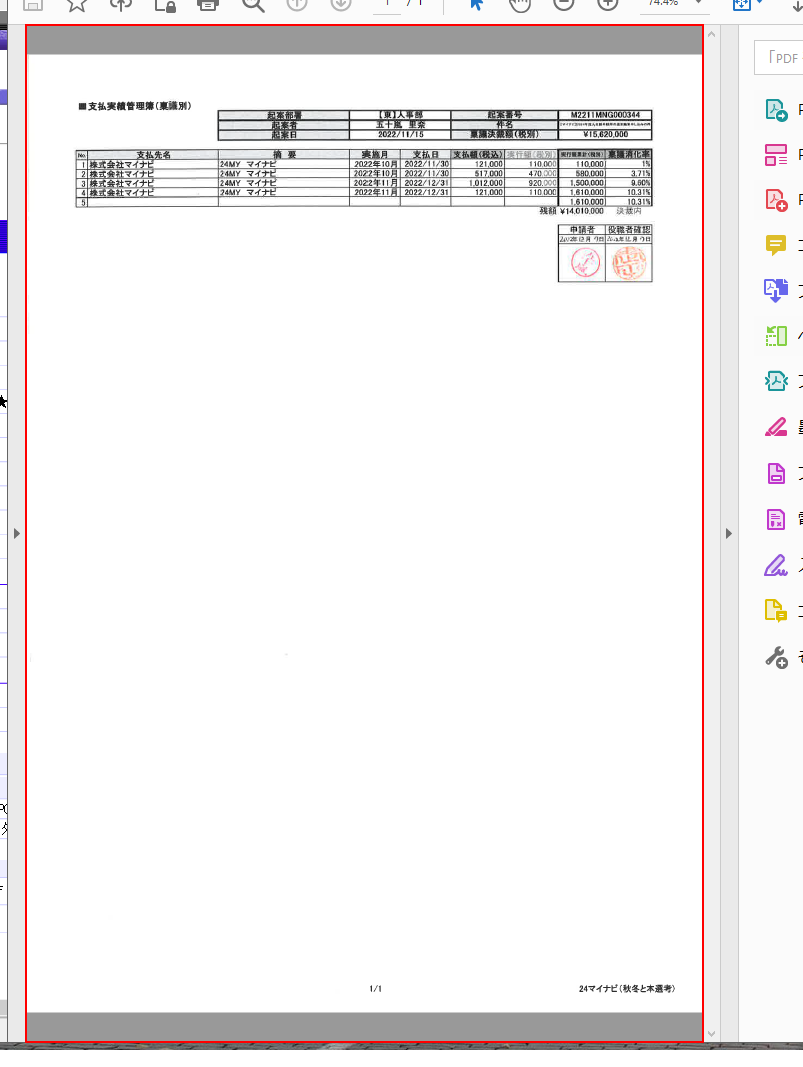 1 / 1
74.4%
「PDF
■支払実績管理簿(稟議別)
起案部署 【東】人事部 起案番号 M2211MNG000344
起案者 五十嵐 里奈 件名
起案日 2022/11/15 稟議決裁額(税別) ¥15,620,000
No. 支払先名 摘 要 実施月 支払日 支払額(税込) 実行額(税別) 実行額累計(税別) 稟議消化率
1 株式会社マイナビ 24MY マイナビ 2022年10月 2022/11/30 121,000 110,000 110,000 1%
2 株式会社マイナビ 24MY マイナビ 2022年10月 2022/11/30 517,000 470,000 580,000 3.71%
3 株式会社マイナビ 24MY マイナビ 2022年11月 2022/12/31 1,012,000 920,000 1,500,000 9.60%
4 株式会社マイナビ 24MY マイナビ 2022年11月 2022/12/31 121,000 110,000 1,610,000 10.31%
5 1,610,000 10.31%
残額 ¥14,010,000 決裁内
申請者 役職者確認
1/1
24マイナビ(秋冬と本選考)